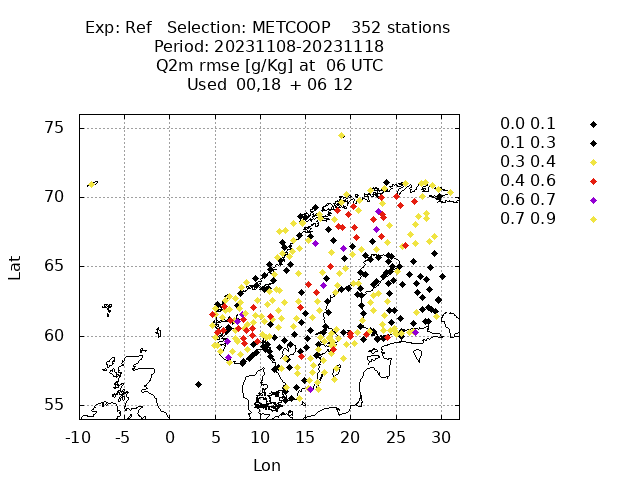 Exp: Ref Selection: METCOOP 352 stations
Period: 20231108-20231118
Q2m rmse [g/Kg] at 06 UTC
Used 00,18 + 06 12
0.0 0.1
0.1 0.3
0.3 0.4
0.4 0.6
0.6 0.7
0.7 0.9
75
70
65
60
55
Lat
-10 -5 0 5 10 15 20 25 30
Lon